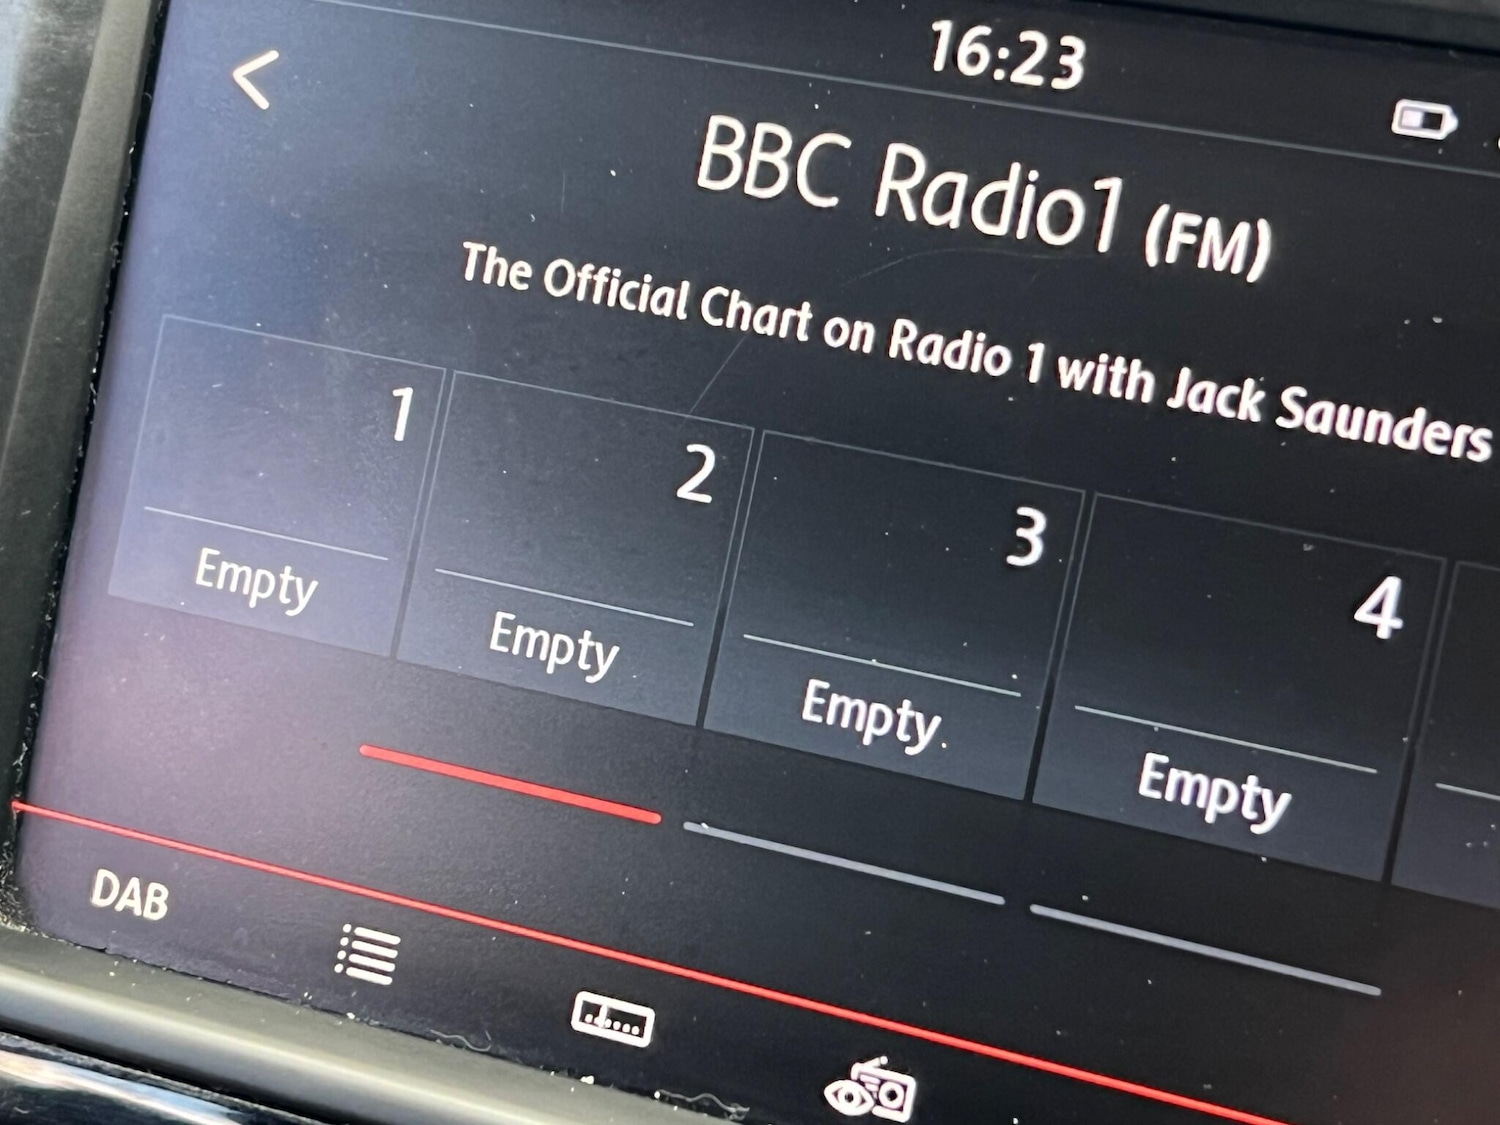 16:23
BBC Radio1 (FM)
The Official Chart on Radio 1 with Jack Saunders
1
2
3
4
Empty
Empty
Empty
Empty
DAB